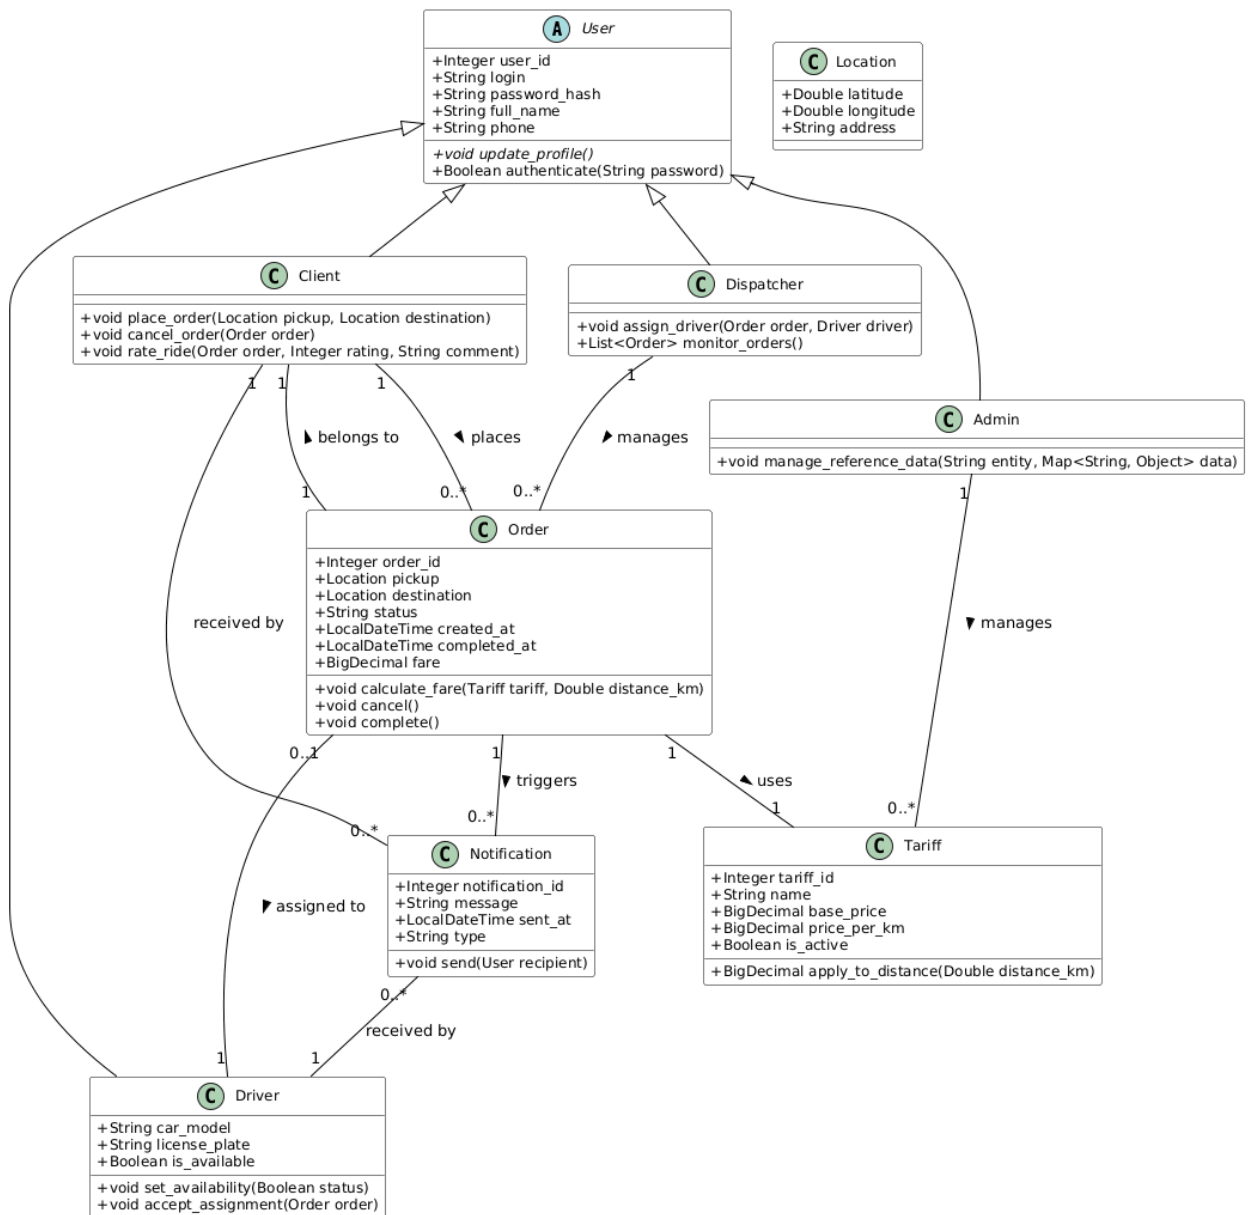 A User
+Integer user_id
+String login
+String password_hash
+String full_name
+String phone
+void update_profile()
+Boolean authenticate(String password)
C Location
+Double latitude
+Double longitude
+String address
C Client
+void place_order(Location pickup, Location destination)
+void cancel_order(Order order)
+void rate_ride(Order order, Integer rating, String comment)
C Dispatcher
+void assign_driver(Order order, Driver driver)
+List<Order> monitor_orders()
C Admin
+void manage_reference_data(String entity, Map<String, Object> data)
1
1
1
1
belongs to
places
manages
1
0..*
0..*
1
C Order
+Integer order_id
+Location pickup
+Location destination
+String status
+LocalDateTime created_at
+LocalDateTime completed_at
+BigDecimal fare
+void calculate_fare(Tariff tariff, Double distance_km)
+void cancel()
+void complete()
received by
manages
0..1
1
1
triggers
uses
0..*
0..*
1
0..*
C Notification
+Integer notification_id
+String message
+LocalDateTime sent_at
+String type
+void send(User recipient)
C Tariff
+Integer tariff_id
+String name
+BigDecimal base_price
+BigDecimal price_per_km
+Boolean is_active
+BigDecimal apply_to_distance(Double distance_km)
assigned to
0..*
received by
1
1
C Driver
+String car_model
+String license_plate
+Boolean is_available
+void set_availability(Boolean status)
+void accept_assignment(Order order)